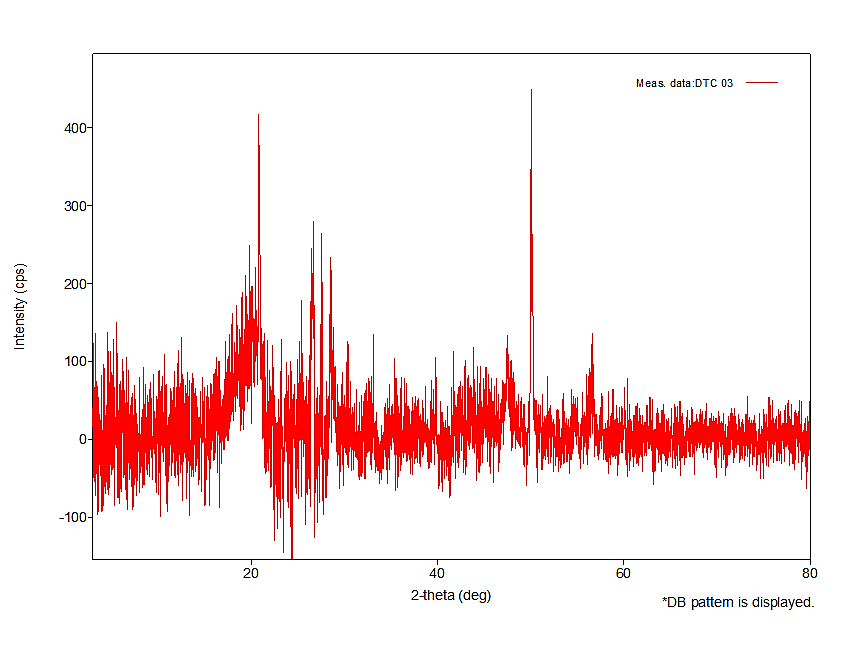 Meas. data:DTC 03
Intensity (cps)
400
300
200
100
0
-100
20
40
60
80
2-theta (deg)
*DB pattern is displayed.